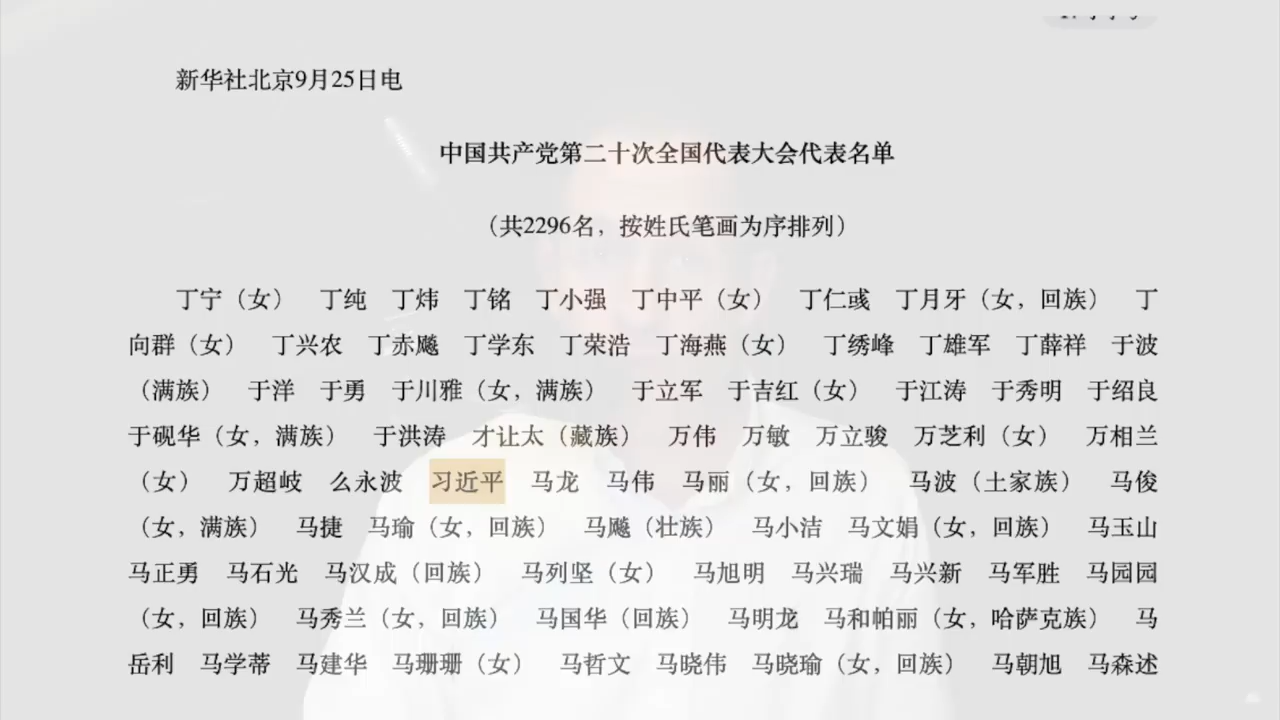 新华社北京9月25日电
中国共产党第二十次全国代表大会代表名单
（共2296名，按姓氏笔画为序排列）
丁宁（女）　丁纯　丁炜　丁铭　丁小强　丁中平（女）　丁仁彧　丁月牙（女，回族）　丁
向群（女）　丁兴农　丁赤飚　丁学东　丁荣浩　丁海燕（女）　丁绣峰　丁雄军　丁薛祥　于波
（满族）　于洋　于勇　于川雅（女，满族）　于立军　于吉红（女）　于江涛　于秀明　于绍良
于砚华（女，满族）　于洪涛　才让太（藏族）　万伟　万敏　万立骏　万芝利（女）　万相兰
（女）　万超岐　么永波　习近平　马龙　马伟　马丽（女，回族）　马波（土家族）　马俊
（女，满族）　马捷　马瑜（女，回族）　马飚（壮族）　马小洁　马文娟（女，回族）　马玉山
马正勇　马石光　马汉成（回族）　马列坚（女）　马旭明　马兴瑞　马兴新　马军胜　马园园
（女，回族）　马秀兰（女，回族）　马国华（回族）　马明龙　马和帕丽（女，哈萨克族）　马
岳利　马学蒂　马建华　马珊珊（女）　马哲文　马晓伟　马晓瑜（女，回族）　马朝旭　马森述